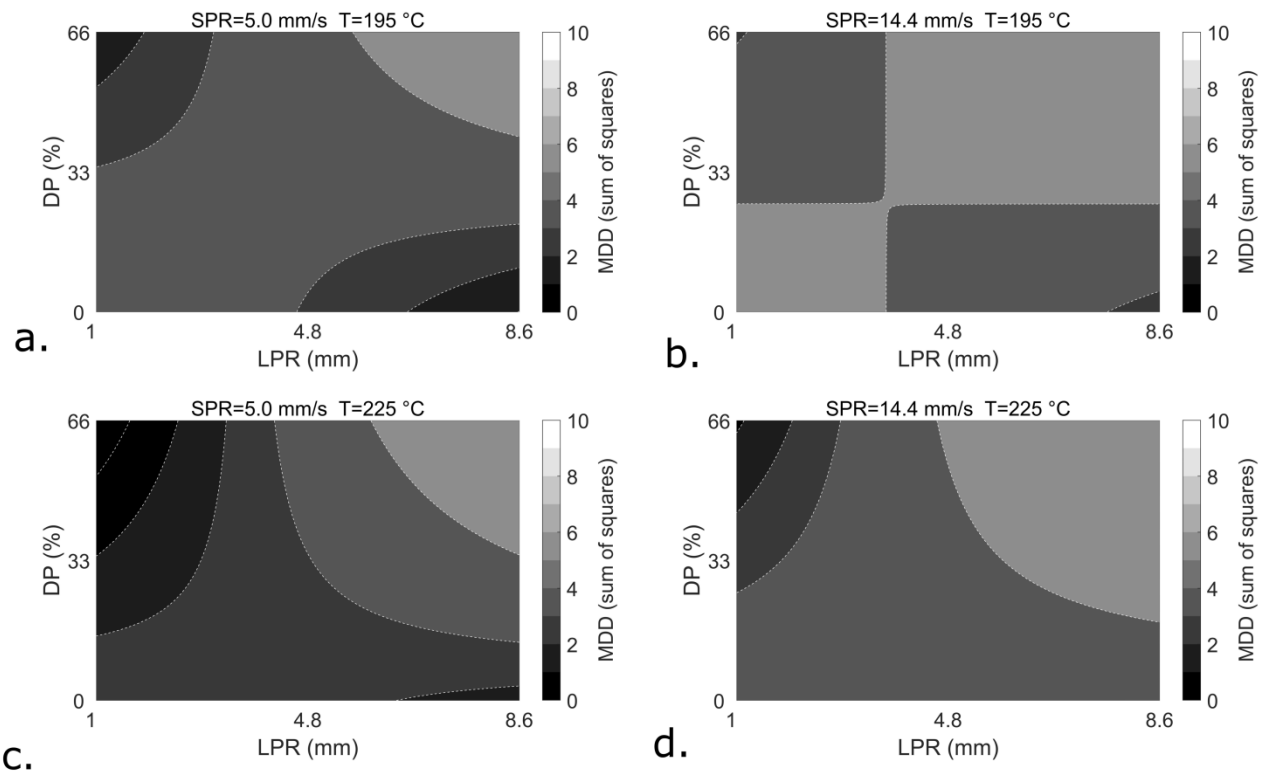 SPR=5.0 mm/s  T=195 °C
66
33
0
DP (%)
1
4.8
8.6
LPR (mm)
10
8
6
4
2
0
MDD (sum of squares)
a.
SPR=14.4 mm/s  T=195 °C
66
33
0
DP (%)
1
4.8
8.6
LPR (mm)
10
8
6
4
2
0
MDD (sum of squares)
b.
SPR=5.0 mm/s  T=225 °C
66
33
0
DP (%)
1
4.8
8.6
LPR (mm)
10
8
6
4
2
0
MDD (sum of squares)
c.
SPR=14.4 mm/s  T=225 °C
66
33
0
DP (%)
1
4.8
8.6
LPR (mm)
10
8
6
4
2
0
MDD (sum of squares)
d.